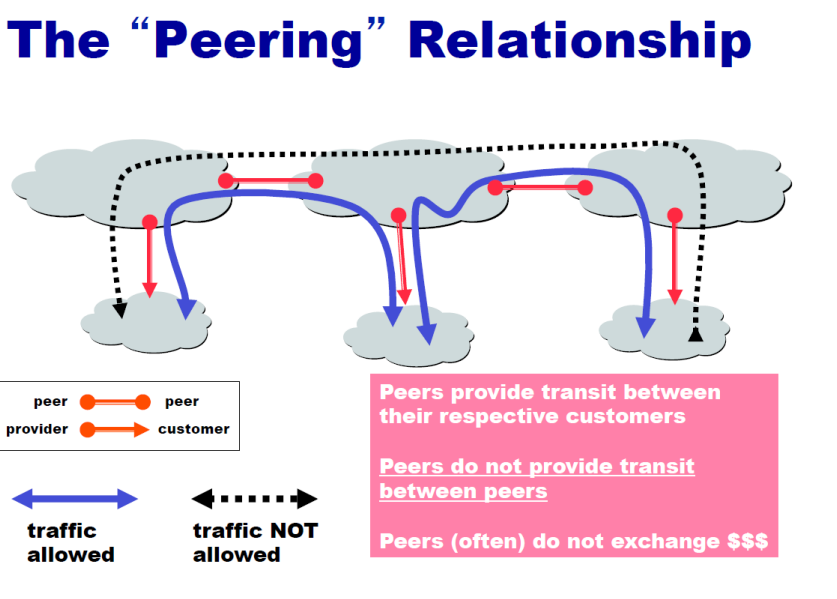 The “Peering” Relationship
peer peer
provider customer
traffic allowed
traffic NOT allowed
Peers provide transit between
their respective customers
Peers do not provide transit
between peers
Peers (often) do not exchange $$$